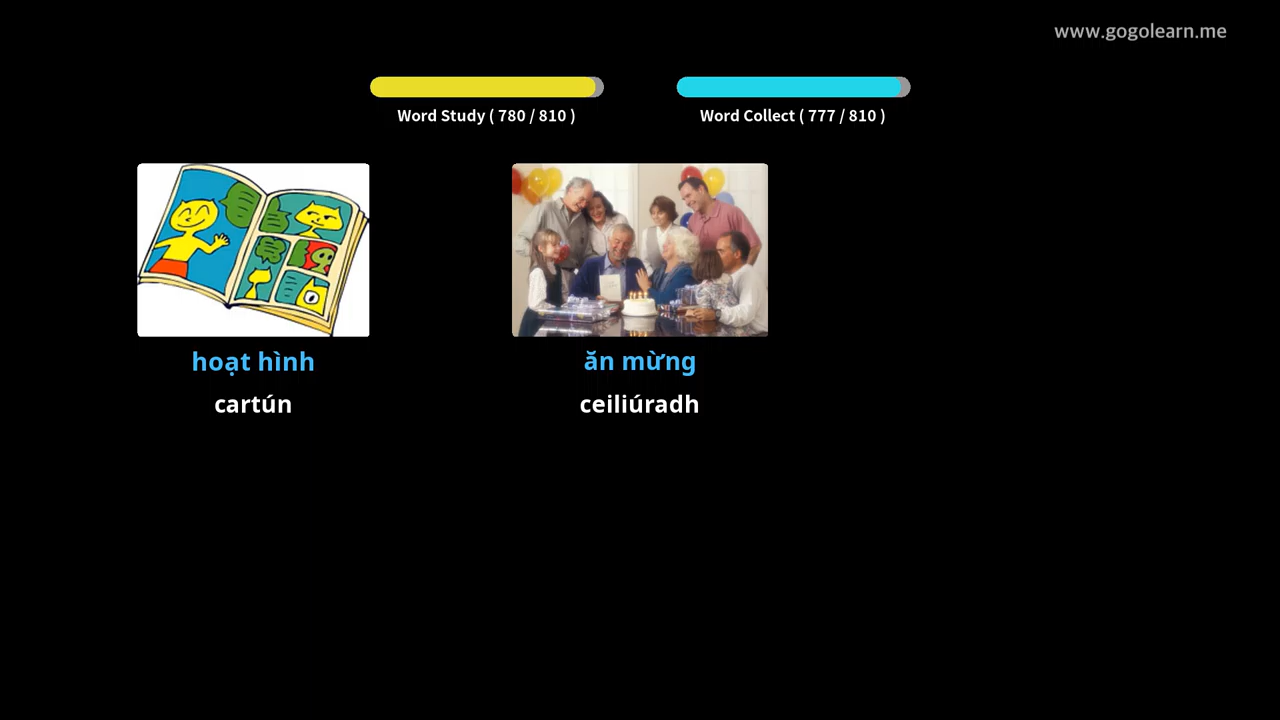 www.gogolearn.me
Word Study ( 780 / 810 )
Word Collect ( 777 / 810 )
hoạt hình
cartún
ăn mừng
ceiliúradh